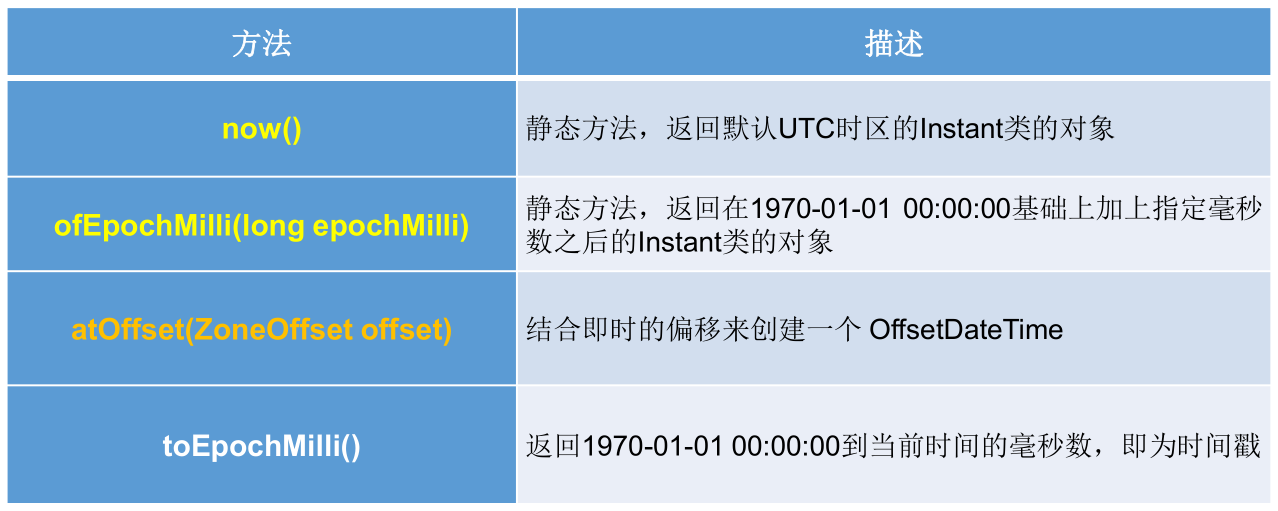 方法
描述
now()
静态方法，返回默认UTC时区的Instant类的对象
ofEpochMilli(long epochMilli)
静态方法，返回在1970-01-01 00:00:00基础上加上指定毫秒
数之后的Instant类的对象
atOffset(ZoneOffset offset)
结合即时的偏移来创建一个 OffsetDateTime
toEpochMilli()
返回1970-01-01 00:00:00到当前时间的毫秒数，即为时间戳